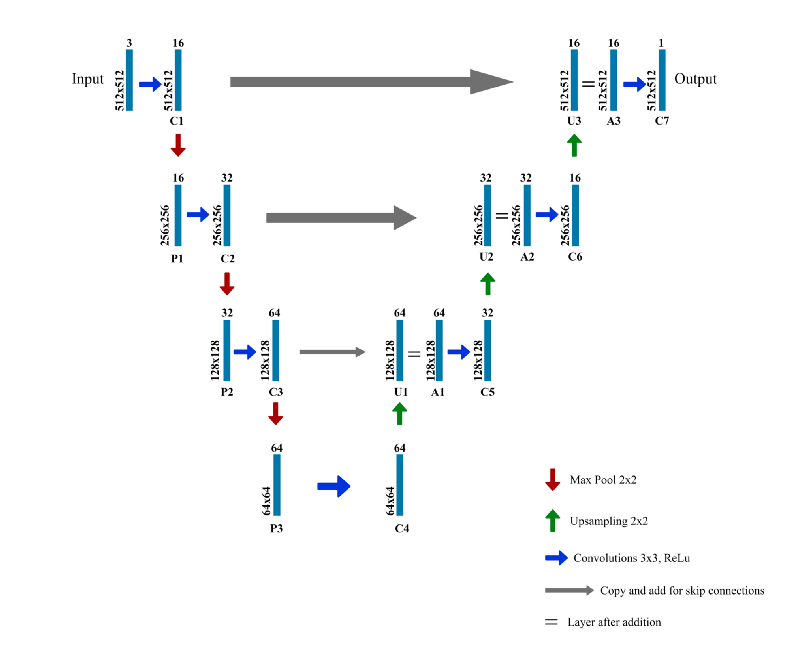 3 16 16 16 1
Input 512x512 512x512 512x512 = 512x512 512x512 Output
C1 U3 A3 C7
16 32 32 32 16
256x256 256x256 256x256 = 256x256 256x256
P1 C2 U2 A2 C6
32 64 64 64 32
128x128 128x128 128x128 = 128x128 128x128
P2 C3 U1 A1 C5
64 64
64x64 64x64
P3 C4
Max Pool 2x2
Upsampling 2x2
Convolutions 3x3, ReLu
Copy and add for skip connections
= Layer after addition